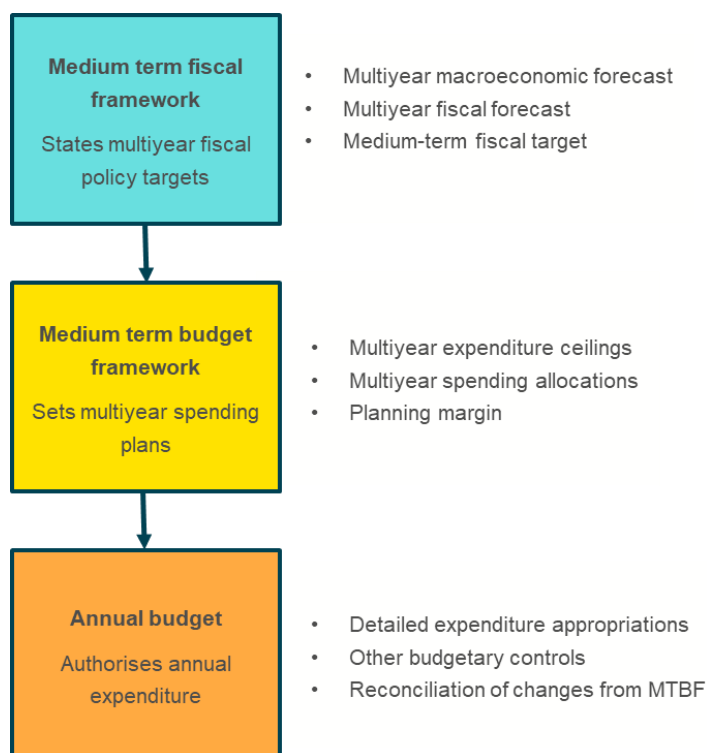 Medium term fiscal
framework
States multiyear fiscal
policy targets
• Multiyear macroeconomic forecast
• Multiyear fiscal forecast
• Medium-term fiscal target
Medium term budget
framework
Sets multiyear spending
plans
• Multiyear expenditure ceilings
• Multiyear spending allocations
• Planning margin
Annual budget
Authorises annual
expenditure
• Detailed expenditure appropriations
• Other budgetary controls
• Reconciliation of changes from MTBF